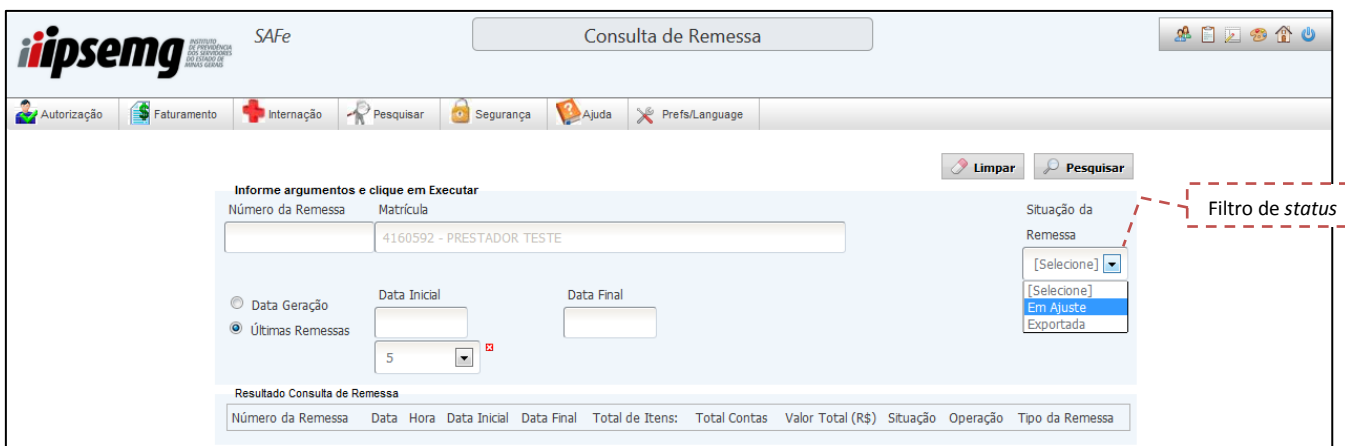 iiipsemg INSTITUTO DE PREVIDÊNCIA DOS SERVIDORES DO ESTADO DE MINAS GERAIS
SAFe
Consulta de Remessa
Autorização Faturamento Internação Pesquisar Segurança Ajuda Prefs/Language
Limpar Pesquisar
Informe argumentos e clique em Executar
Número da Remessa Matrícula Situação da Remessa
4160592 - PRESTADOR TESTE
[Selecione]
[Selecione]
Em Ajuste
Exportada
Filtro de status
Data Geração Data Inicial Data Final
Últimas Remessas
5
Resultado Consulta de Remessa
Número da Remessa Data Hora Data Inicial Data Final Total de Itens: Total Contas Valor Total (R$) Situação Operação Tipo da Remessa